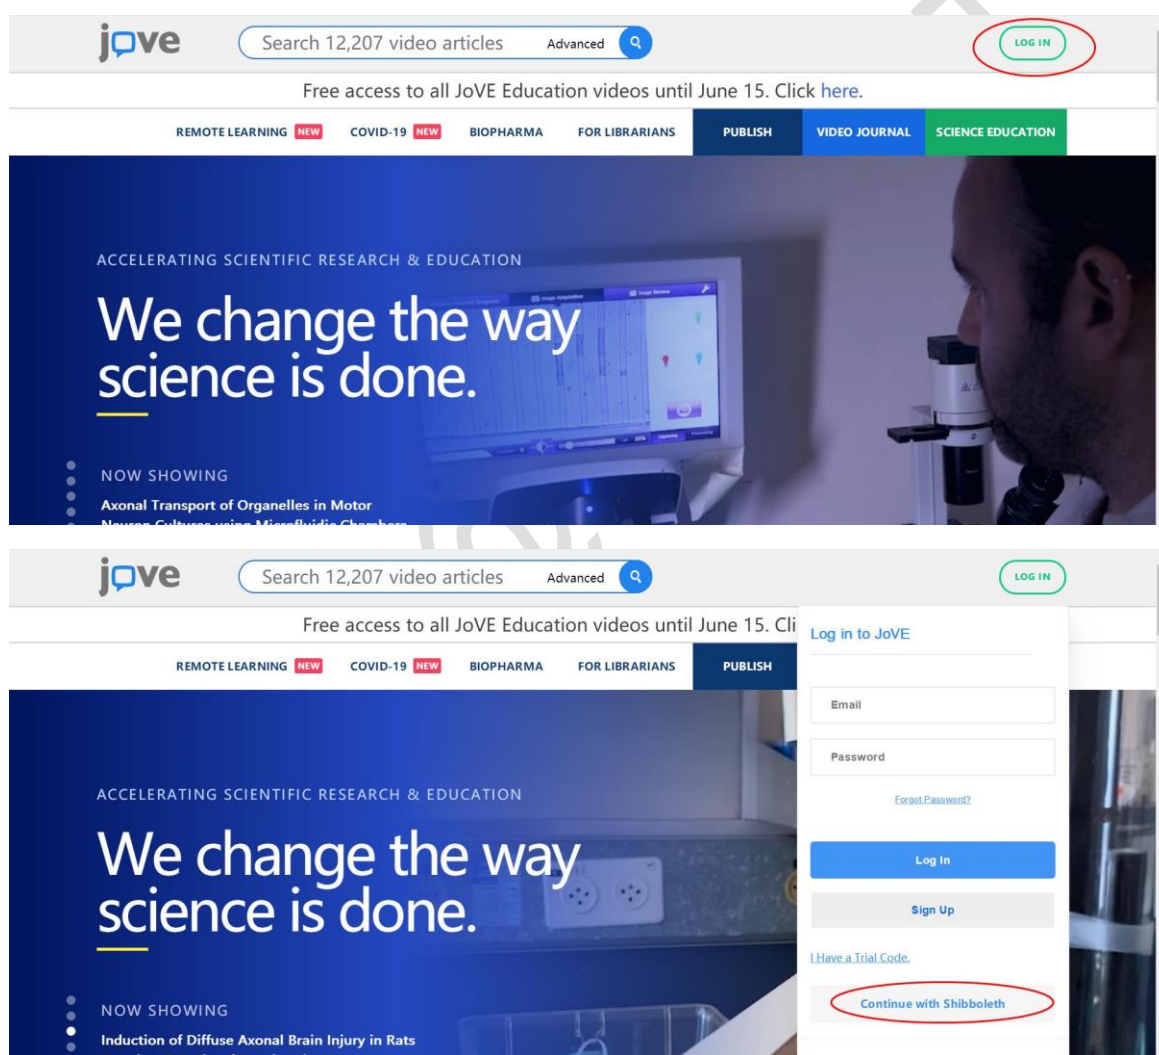 jove
Search 12,207 video articles Advanced
LOG IN
Free access to all JoVE Education videos until June 15. Click here.
REMOTE LEARNING NEW COVID-19 NEW BIOPHARMA FOR LIBRARIANS PUBLISH VIDEO JOURNAL SCIENCE EDUCATION
ACCELERATING SCIENTIFIC RESEARCH & EDUCATION
We change the way
science is done.
NOW SHOWING
Axonal Transport of Organelles in Motor
Neuron Cultures using Microfluidic Chambers
jove
Search 12,207 video articles Advanced
LOG IN
Free access to all JoVE Education videos until June 15. Cli
REMOTE LEARNING NEW COVID-19 NEW BIOPHARMA FOR LIBRARIANS PUBLISH
Log in to JoVE
Email
Password
Forgot Password?
Log In
Sign Up
I Have a Trial Code.
Continue with Shibboleth
ACCELERATING SCIENTIFIC RESEARCH & EDUCATION
We change the way
science is done.
NOW SHOWING
Induction of Diffuse Axonal Brain Injury in Rats